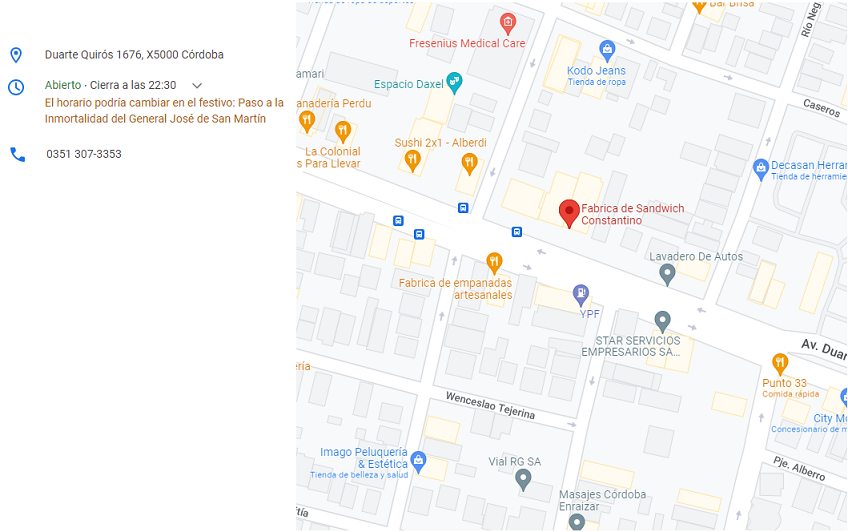 Duarte Quirós 1676, X5000 Córdoba
Abierto · Cierra a las 22:30
El horario podría cambiar en el festivo: Paso a la
Inmortalidad del General José de San Martín
0351 307-3353
Dar Brisa
Río Neg
Fresenius Medical Care
Kodo Jeans
Tienda de ropa
amari
Espacio Daxel
anadería Perdu
Caseros
Sushi 2x1 - Alberdi
La Colonial
s Para Llevar
Decasan Herrar
Tienda de herramie
Fabrica de Sandwich
Constantino
Lavadero De Autos
Fabrica de empanadas
artesanales
YPF
STAR SERVICIOS
EMPRESARIOS SA...
Av. Duar
ería
Punto 33
Comida rápida
Wenceslao Tejerina
City Mo
Concesionario de m
Imago Peluquería
& Estética
Tienda de belleza y salud
Vial RG SA
Pje. Alberro
Masajes Córdoba
Enraizar
tía